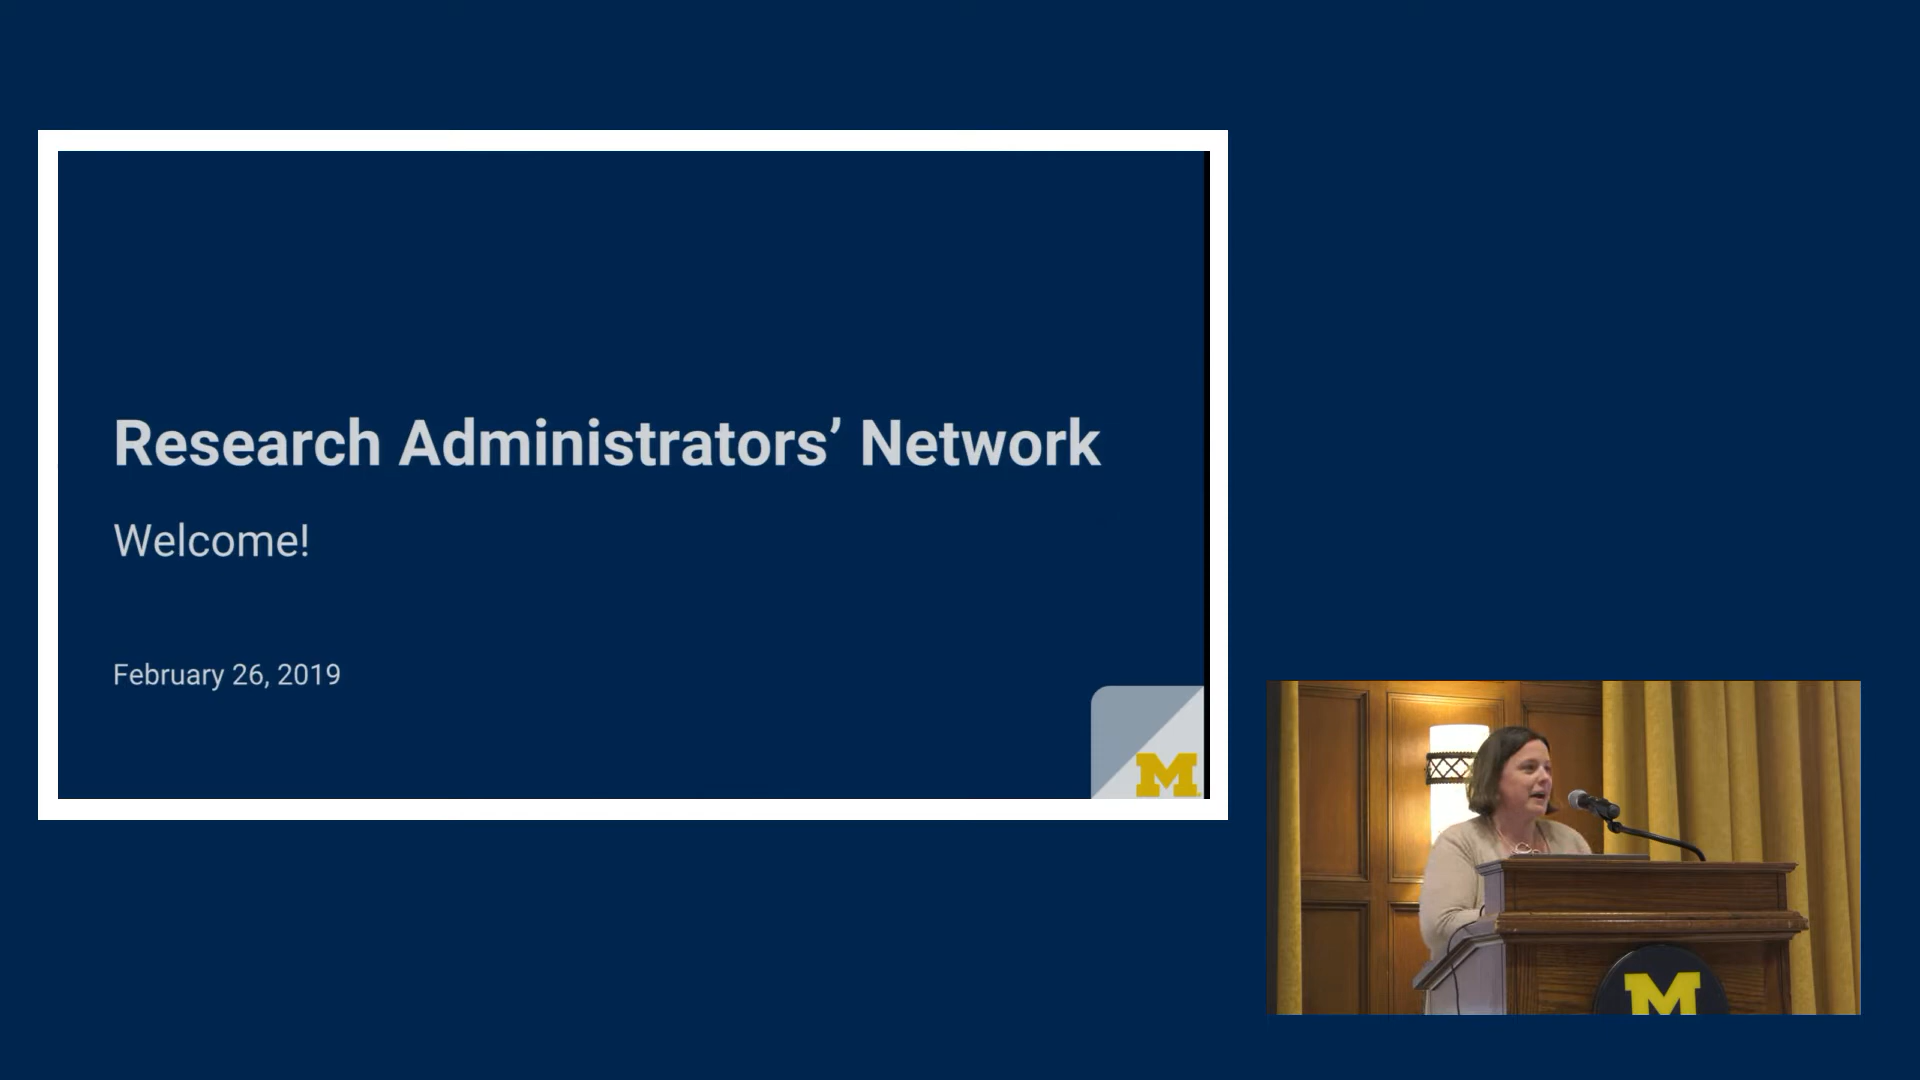 Research Administrators’ Network
Welcome!
February 26, 2019
M
M